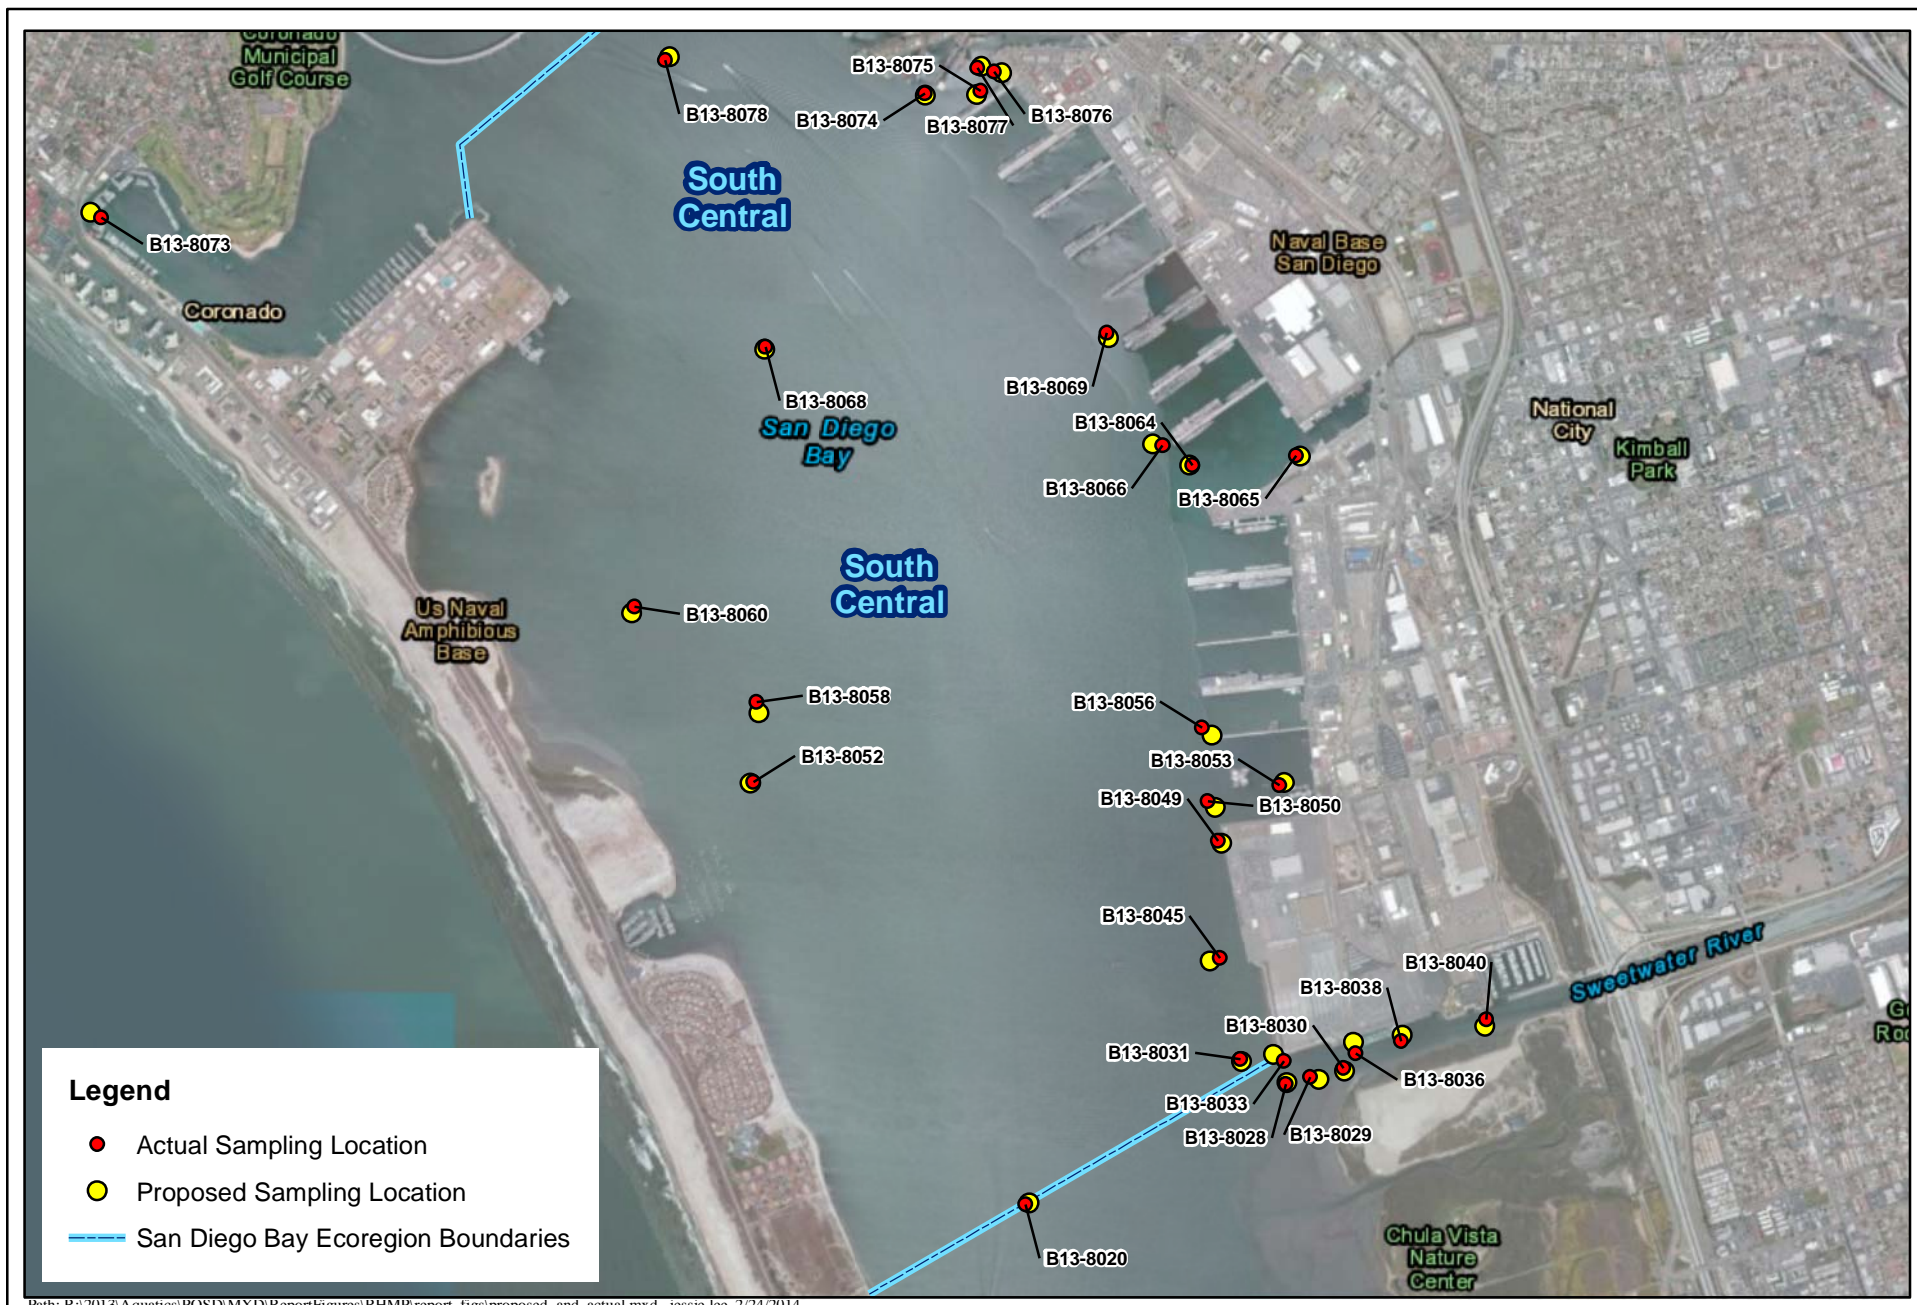 Coronado
Municipal
Golf Course
B13-8078
B13-8075
B13-8074
B13-8077
B13-8076
South
Central
B13-8073
Naval Base
San Diego
Coronado
B13-8068
San Diego
Bay
B13-8069
B13-8064
B13-8066
B13-8065
National
City
Kimball
Park
South
Central
Us Naval
Amphibious
Base
B13-8060
B13-8058
B13-8052
B13-8056
B13-8053
B13-8049
B13-8050
B13-8045
B13-8040
Sweetwater River
B13-8038
B13-8030
B13-8031
B13-8036
B13-8033
B13-8028
B13-8029
B13-8020
Chula Vista
Nature
Center
Legend
Actual Sampling Location
Proposed Sampling Location
San Diego Bay Ecoregion Boundaries